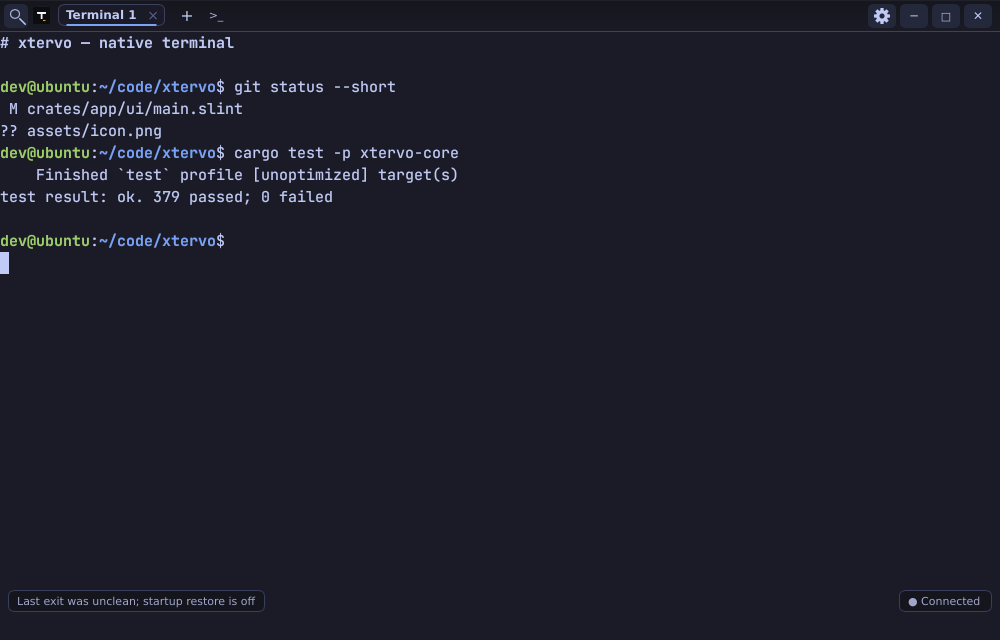 T Terminal 1 × + >_
# xtervo — native terminal
dev@ubuntu:~/code/xtervo$ git status --short
 M crates/app/ui/main.slint
?? assets/icon.png
dev@ubuntu:~/code/xtervo$ cargo test -p xtervo-core
    Finished `test` profile [unoptimized] target(s)
test result: ok. 379 passed; 0 failed
dev@ubuntu:~/code/xtervo$
Last exit was unclean; startup restore is off
Connected